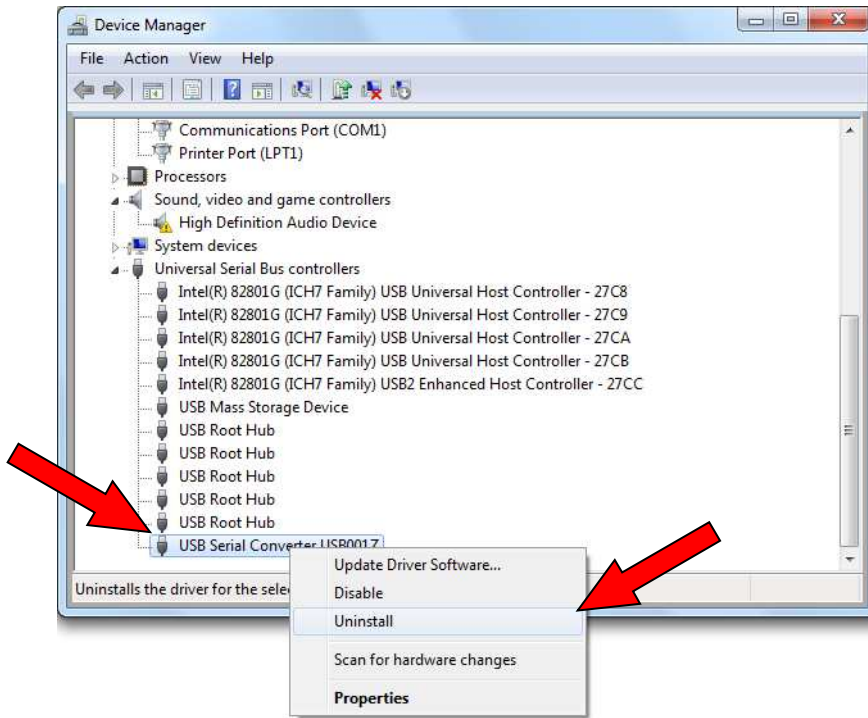 Device Manager
File Action View Help
Communications Port (COM1)
Printer Port (LPT1)
Processors
Sound, video and game controllers
High Definition Audio Device
System devices
Universal Serial Bus controllers
Intel(R) 82801G (ICH7 Family) USB Universal Host Controller - 27C8
Intel(R) 82801G (ICH7 Family) USB Universal Host Controller - 27C9
Intel(R) 82801G (ICH7 Family) USB Universal Host Controller - 27CA
Intel(R) 82801G (ICH7 Family) USB Universal Host Controller - 27CB
Intel(R) 82801G (ICH7 Family) USB2 Enhanced Host Controller - 27CC
USB Mass Storage Device
USB Root Hub
USB Root Hub
USB Root Hub
USB Root Hub
USB Root Hub
USB Serial Converter USB0017
Update Driver Software...
Uninstalls the driver for the sele
Disable
Uninstall
Scan for hardware changes
Properties